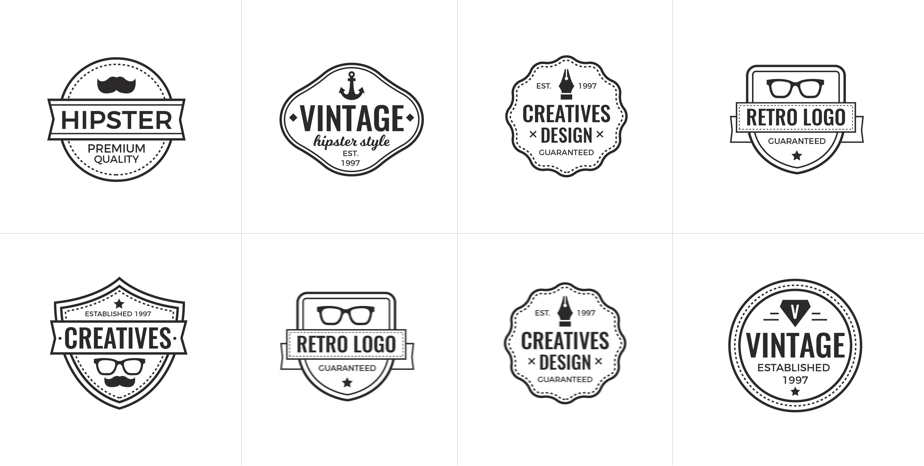 HIPSTER
PREMIUM
QUALITY
VINTAGE
hipster style
EST.
1997
EST. 1997
CREATIVES
× DESIGN ×
GUARANTEED
RETRO LOGO
GUARANTEED
ESTABLISHED 1997
CREATIVES
RETRO LOGO
GUARANTEED
EST. 1997
CREATIVES
× DESIGN ×
GUARANTEED
V
VINTAGE
ESTABLISHED
1997